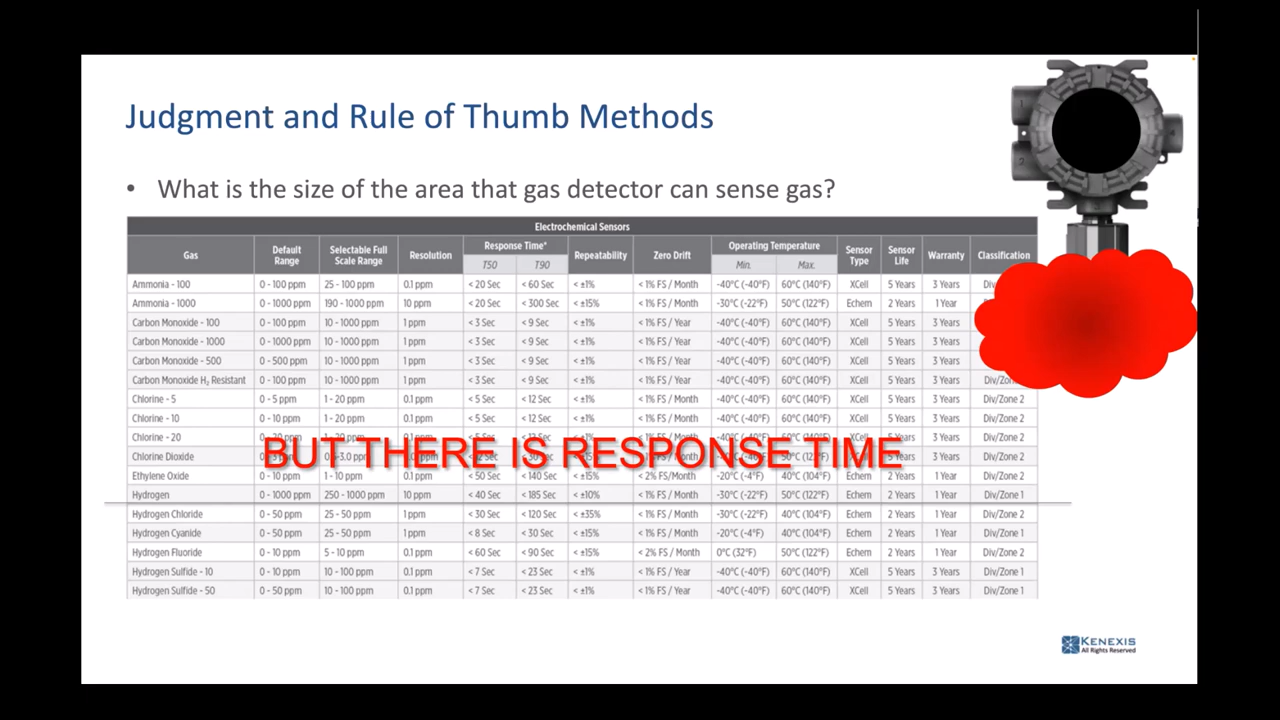 Judgment and Rule of Thumb Methods
• What is the size of the area that gas detector can sense gas?
Electrochemical Sensors
Gas Default Range Selectable Full Scale Range Resolution Response Time* Repeatability Zero Drift Operating Temperature Sensor Type Sensor Life Warranty Classification
T50 T90 Min. Max.
Ammonia - 100 0 - 100 ppm 25 - 100 ppm 0.1 ppm < 20 Sec < 60 Sec < ±1% < 1% FS / Month -40°C (-40°F) 60°C (140°F) XCell 5 Years 3 Years
Ammonia - 1000 0 - 1000 ppm 190 - 1000 ppm 10 ppm < 20 Sec < 300 Sec < ±15% < 1% FS / Month -30°C (-22°F) 50°C (122°F) Echem 2 Years 1 Year
Carbon Monoxide - 100 0 - 100 ppm 10 - 1000 ppm 1 ppm < 3 Sec < 9 Sec < ±1% < 1% FS / Year -40°C (-40°F) 60°C (140°F) XCell 5 Years 3 Years
Carbon Monoxide - 1000 0 - 1000 ppm 10 - 1000 ppm 1 ppm < 3 Sec < 9 Sec < ±1% < 1% FS / Year -40°C (-40°F) 60°C (140°F) XCell 5 Years 3 Years
Carbon Monoxide - 500 0 - 500 ppm 10 - 1000 ppm 1 ppm < 3 Sec < 9 Sec < ±1% < 1% FS / Year -40°C (-40°F) 60°C (140°F) XCell 5 Years 3 Years
Carbon Monoxide H₂ Resistant 0 - 100 ppm 10 - 1000 ppm 1 ppm < 3 Sec < 9 Sec < ±1% < 1% FS / Year -40°C (-40°F) 60°C (140°F) XCell 5 Years 3 Years
Chlorine - 5 0 - 5 ppm 1 - 20 ppm 0.1 ppm < 5 Sec < 12 Sec < ±1% < 1% FS / Month -40°C (-40°F) 60°C (140°F) XCell 5 Years 3 Years Div/Zone 2
Chlorine - 10 0 - 10 ppm 1 - 20 ppm 0.1 ppm < 5 Sec < 12 Sec < ±1% < 1% FS / Month -40°C (-40°F) 60°C (140°F) XCell 5 Years 3 Years Div/Zone 2
Chlorine - 20 5 Years 3 Years Div/Zone 2
BUT THERE IS RESPONSE TIME
Chlorine Dioxide Echem 2 Years 1 Year Div/Zone 2
Ethylene Oxide 0 - 10 ppm 1 - 10 ppm 0.1 ppm < 50 Sec < 140 Sec < ±15% < 2% FS/Month -20°C (-4°F) 40°C (104°F) Echem 2 Years 1 Year Div/Zone 2
Hydrogen 0 - 1000 ppm 250 - 1000 ppm 10 ppm < 40 Sec < 185 Sec < ±10% < 1% FS / Month -30°C (-22°F) 50°C (122°F) Echem 2 Years 1 Year Div/Zone 1
Hydrogen Chloride 0 - 50 ppm 25 - 50 ppm 1 ppm < 30 Sec < 120 Sec < ±35% < 1% FS / Month -30°C (-22°F) 40°C (104°F) Echem 2 Years 1 Year Div/Zone 2
Hydrogen Cyanide 0 - 50 ppm 25 - 50 ppm 1 ppm < 8 Sec < 30 Sec < ±15% < 1% FS / Month -20°C (-4°F) 40°C (104°F) Echem 2 Years 1 Year Div/Zone 1
Hydrogen Fluoride 0 - 10 ppm 5 - 10 ppm 0.1 ppm < 60 Sec < 90 Sec < ±15% < 2% FS / Month 0°C (32°F) 50°C (122°F) Echem 2 Years 1 Year Div/Zone 2
Hydrogen Sulfide - 10 0 - 10 ppm 10 - 100 ppm 0.1 ppm < 7 Sec < 23 Sec < ±1% < 1% FS / Year -40°C (-40°F) 60°C (140°F) XCell 5 Years 3 Years Div/Zone 1
Hydrogen Sulfide - 50 0 - 50 ppm 10 - 100 ppm 0.1 ppm < 7 Sec < 23 Sec < ±1% < 1% FS / Year -40°C (-40°F) 60°C (140°F) XCell 5 Years 3 Years Div/Zone 1
KENEXIS
All Rights Reserved